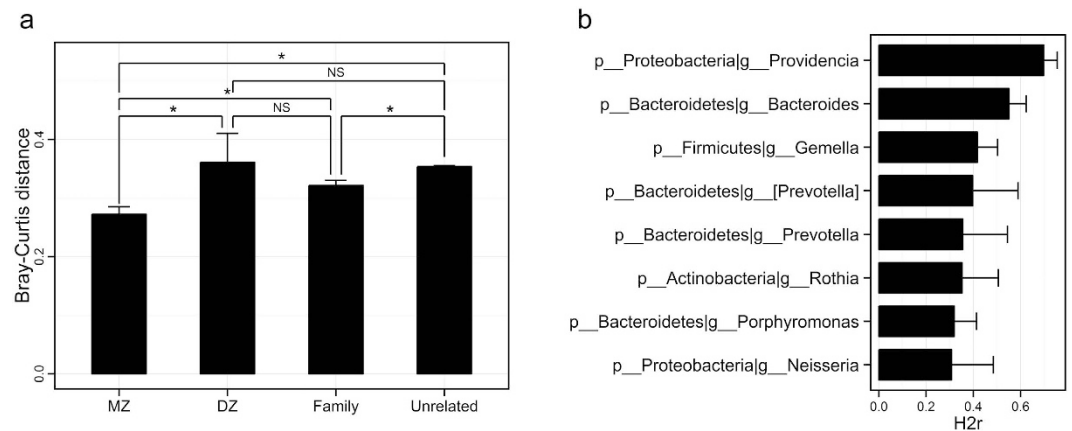 a
Bray-Curtis distance
0.0
0.2
0.4
*
NS
*
*
NS
*
MZ
DZ
Family
Unrelated
b
p__Proteobacteria|g__Providencia
p__Bacteroidetes|g__Bacteroides
p__Firmicutes|g__Gemella
p__Bacteroidetes|g__[Prevotella]
p__Bacteroidetes|g__Prevotella
p__Actinobacteria|g__Rothia
p__Bacteroidetes|g__Porphyromonas
p__Proteobacteria|g__Neisseria
0.0 0.2 0.4 0.6
H2r